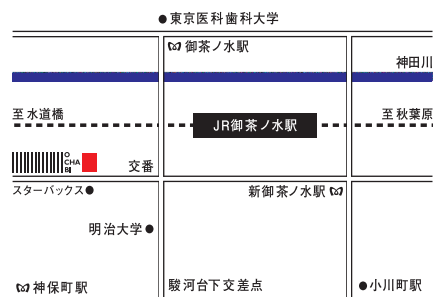 東京医科歯科大学
御茶ノ水駅
神田川
至水道橋
至秋葉原
JR御茶ノ水駅
O
CHA
BI
交番
スターバックス
新御茶ノ水駅
明治大学
神保町駅
駿河台下交差点
小川町駅